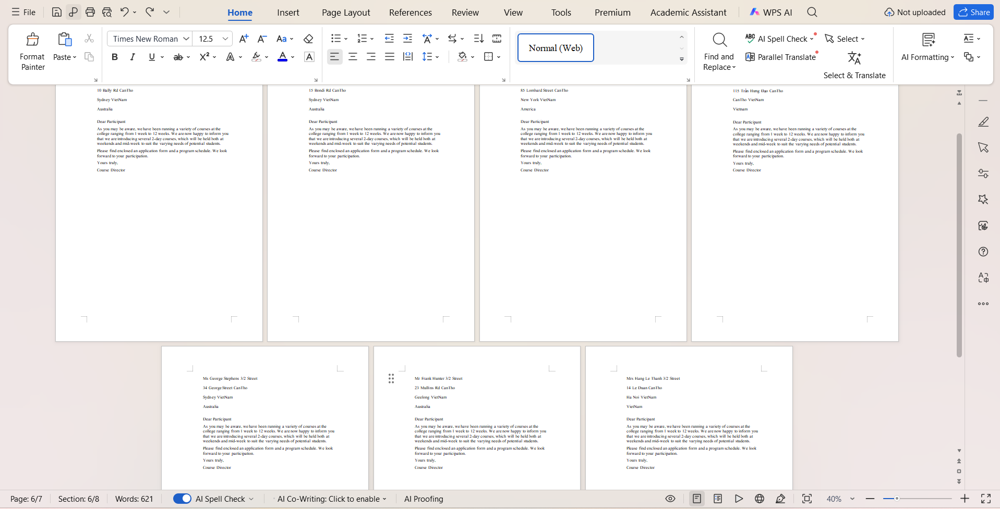 File
Home
Insert
Page Layout
References
Review
View
Tools
Premium
Academic Assistant
WPS AI
Not uploaded
Share
Format
Painter
Paste
Times New Roman
12.5
Normal (Web)
Find and
Replace
AI Spell Check
Parallel Translate
Select
Select & Translate
AI Formatting
10 Bally Rd CanTho
Sydney VietNam
Australia
Dear Participant
As you may be aware, we have been running a variety of courses at the
college ranging from 1 week to 12 weeks. We are now happy to inform you
that we are introducing several 2-day courses, which will be held both at
weekends and mid-week to suit the varying needs of potential students.
Please find enclosed an application form and a program schedule. We look
forward to your participation.
Yours truly,
Course Director
15 Bondi Rd CanTho
Sydney VietNam
Australia
Dear Participant
As you may be aware, we have been running a variety of courses at the
college ranging from 1 week to 12 weeks. We are now happy to inform you
that we are introducing several 2-day courses, which will be held both at
weekends and mid-week to suit the varying needs of potential students.
Please find enclosed an application form and a program schedule. We look
forward to your participation.
Yours truly,
Course Director
85 Lombard Street CanTho
New York VietNam
America
Dear Participant
As you may be aware, we have been running a variety of courses at the
college ranging from 1 week to 12 weeks. We are now happy to inform you
that we are introducing several 2-day courses, which will be held both at
weekends and mid-week to suit the varying needs of potential students.
Please find enclosed an application form and a program schedule. We look
forward to your participation.
Yours truly,
Course Director
115 Trần Hưng Đạo CanTho
CanTho VietNam
Vietnam
Dear Participant
As you may be aware, we have been running a variety of courses at the
college ranging from 1 week to 12 weeks. We are now happy to inform you
that we are introducing several 2-day courses, which will be held both at
weekends and mid-week to suit the varying needs of potential students.
Please find enclosed an application form and a program schedule. We look
forward to your participation.
Yours truly,
Course Director
Ms George Stephens 3/2 Street
34 George Street CanTho
Sydney VietNam
Australia
Dear Participant
As you may be aware, we have been running a variety of courses at the
college ranging from 1 week to 12 weeks. We are now happy to inform you
that we are introducing several 2-day courses, which will be held both at
weekends and mid-week to suit the varying needs of potential students.
Please find enclosed an application form and a program schedule. We look
forward to your participation.
Yours truly,
Course Director
Mr Frank Hunter 3/2 Street
23 Mullins Rd CanTho
Geelong VietNam
Australia
Dear Participant
As you may be aware, we have been running a variety of courses at the
college ranging from 1 week to 12 weeks. We are now happy to inform you
that we are introducing several 2-day courses, which will be held both at
weekends and mid-week to suit the varying needs of potential students.
Please find enclosed an application form and a program schedule. We look
forward to your participation.
Yours truly,
Course Director
Mrs Hang Le Thanh 3/2 Street
14 Le Duan CanTho
Ha Noi VietNam
VietNam
Dear Participant
As you may be aware, we have been running a variety of courses at the
college ranging from 1 week to 12 weeks. We are now happy to inform you
that we are introducing several 2-day courses, which will be held both at
weekends and mid-week to suit the varying needs of potential students.
Please find enclosed an application form and a program schedule. We look
forward to your participation.
Yours truly,
Course Director
Page: 6/7
Section: 6/8
Words: 621
AI Spell Check
AI Co-Writing: Click to enable
AI Proofing
40%